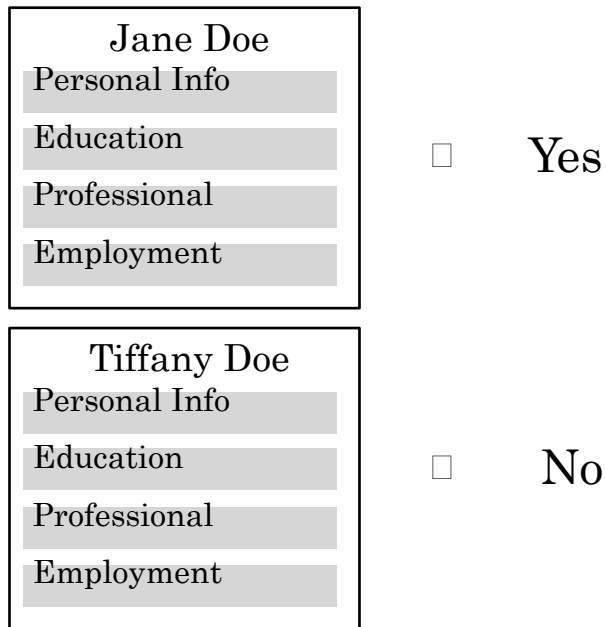 Jane Doe
Personal Info
Education
Professional
Employment
Yes
Tiffany Doe
Personal Info
Education
Professional
Employment
No